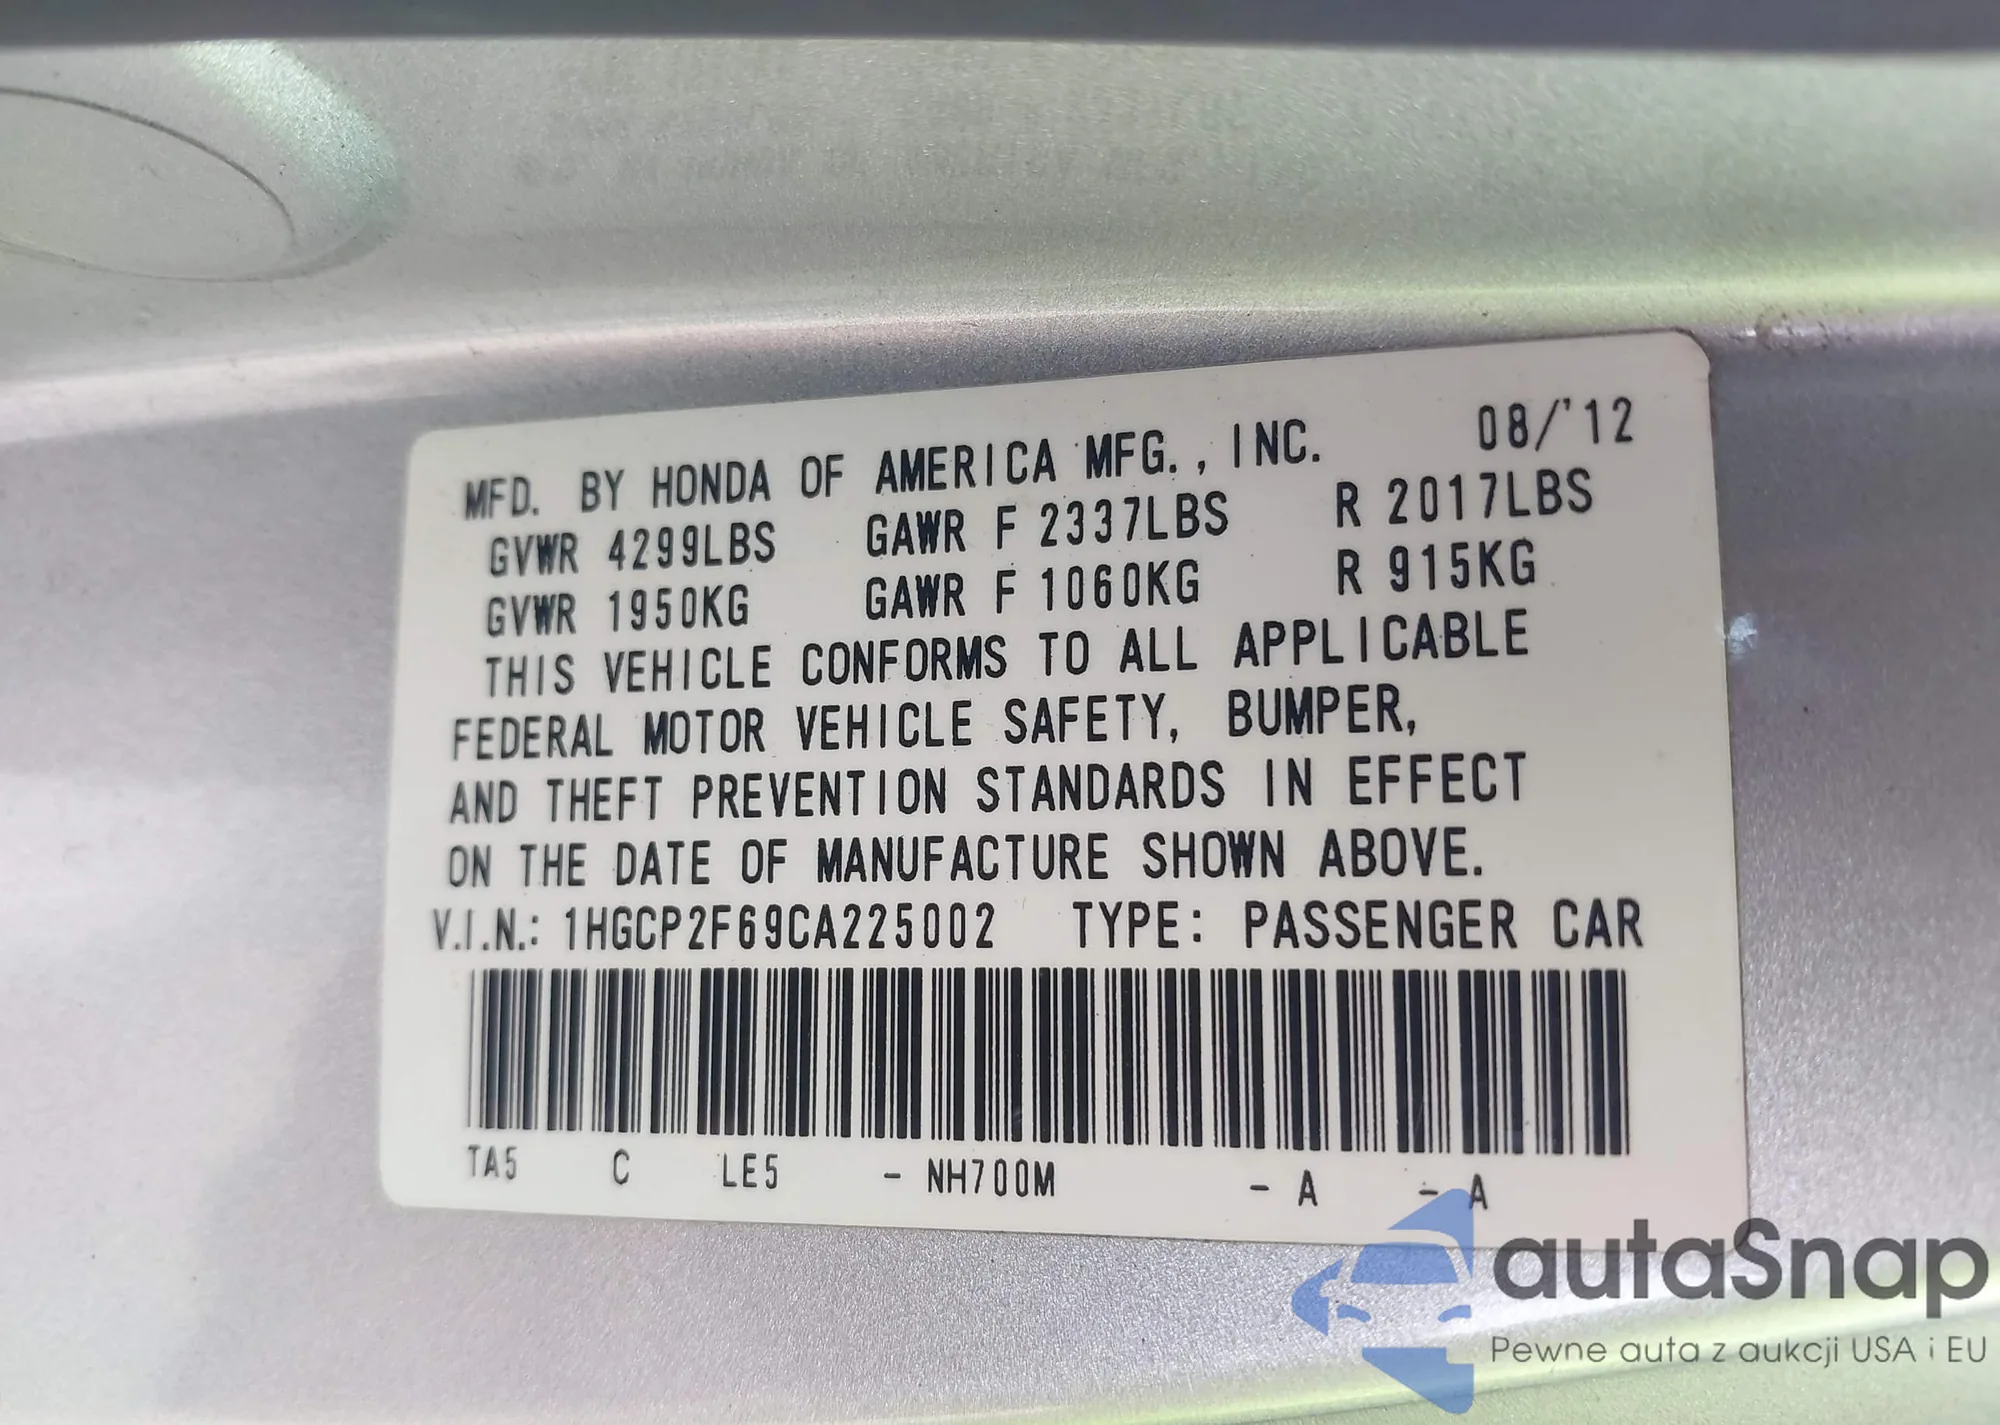 MFD. BY HONDA OF AMERICA MFG., INC. 08/'12
GVWR 4299LBS GAWR F 2337LBS R 2017LBS
GVWR 1950KG GAWR F 1060KG R 915KG
THIS VEHICLE CONFORMS TO ALL APPLICABLE
FEDERAL MOTOR VEHICLE SAFETY, BUMPER,
AND THEFT PREVENTION STANDARDS IN EFFECT
ON THE DATE OF MANUFACTURE SHOWN ABOVE.
V.I.N.: 1HGCP2F69CA225002 TYPE: PASSENGER CAR
TA5 C LE5 - NH700M - A - A
autaSnap
Pewne auta z aukcji USA i EU